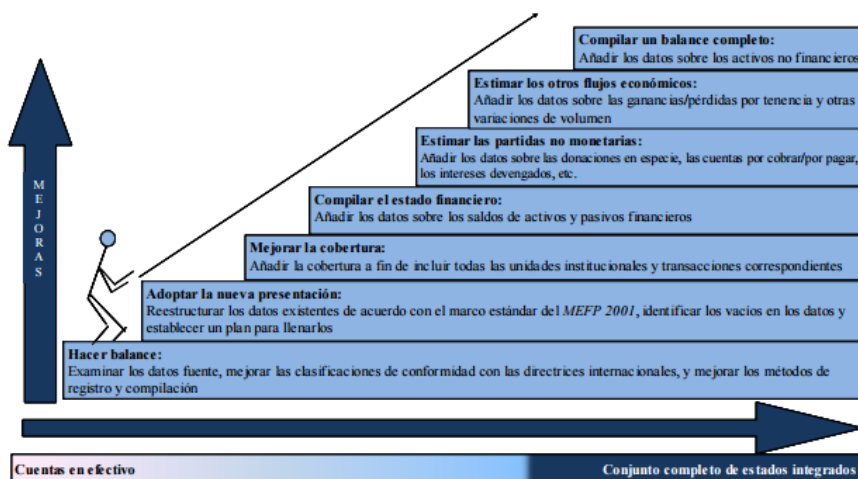 Compilar un balance completo:
Añadir los datos sobre los activos no financieros
Estimar los otros flujos económicos:
Añadir los datos sobre las ganancias/pérdidas por tenencia y otras
variaciones de volumen
Estimar las partidas no monetarias:
Añadir los datos sobre las donaciones en especie, las cuentas por cobrar/por pagar,
los intereses devengados, etc.
Compilar el estado financiero:
Añadir los datos sobre los saldos de activos y pasivos financieros
Mejorar la cobertura:
Añadir la cobertura a fin de incluir todas las unidades institucionales y transacciones correspondientes
Adoptar la nueva presentación:
Reestructurar los datos existentes de acuerdo con el marco estándar del MEFP 2001, identificar los vacíos en los datos y
establecer un plan para llenarlos
Hacer balance:
Examinar los datos fuente, mejorar las clasificaciones de conformidad con las directrices internacionales, y mejorar los métodos de
registro y compilación
MEJORAS
Cuentas en efectivo
Conjunto completo de estados integrados